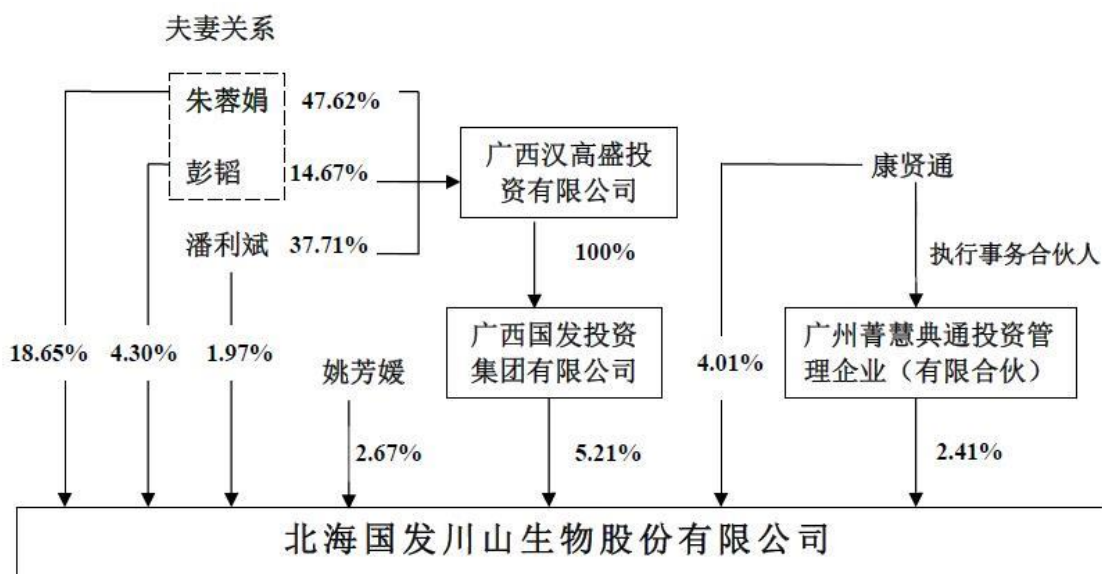 夫妻关系
朱蓉娟 47.62%
彭韬 14.67%
潘利斌 37.71%
广西汉高盛投
资有限公司
康贤通
100%
执行事务合伙人
18.65% 4.30% 1.97%
姚芳媛
广西国发投资
集团有限公司
4.01%
广州菁慧典通投资管
理企业（有限合伙）
2.67%
5.21%
2.41%
北海国发川山生物股份有限公司